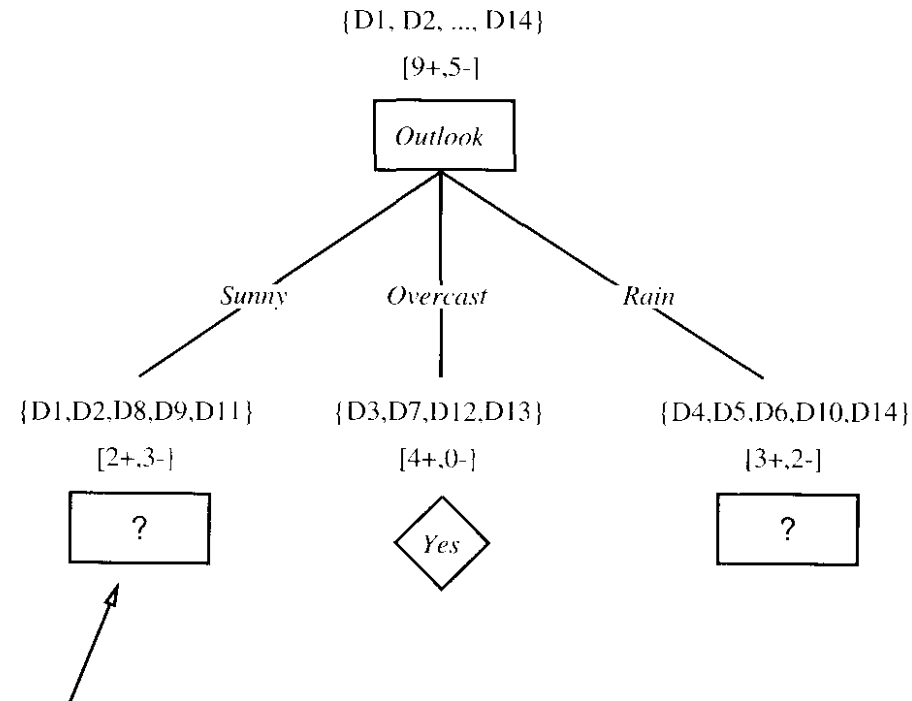 {D1, D2, ..., D14}
[9+,5-]
Outlook
Sunny Overcast Rain
{D1,D2,D8,D9,D11} {D3,D7,D12,D13} {D4,D5,D6,D10,D14}
[2+,3-] [4+,0-] [3+,2-]
? Yes ?